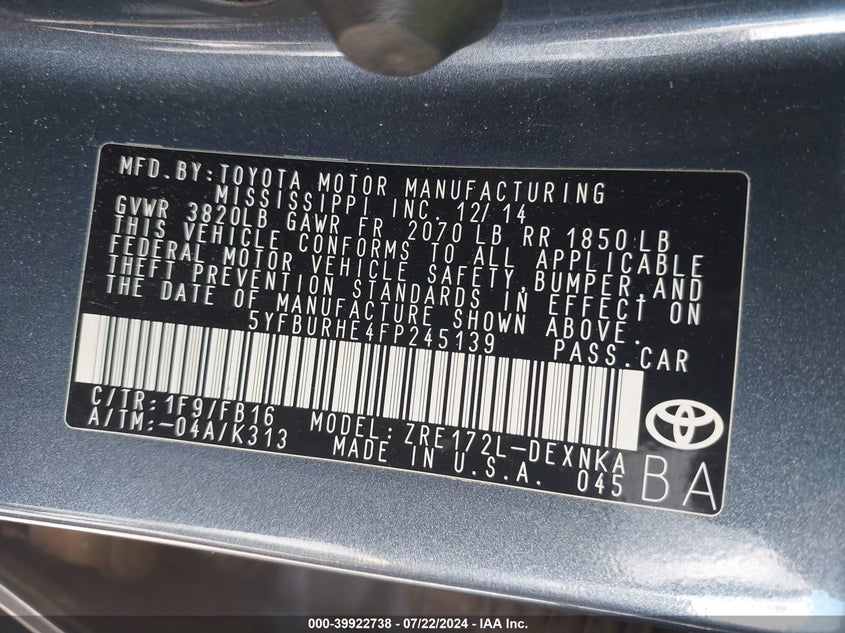 MFD.BY:TOYOTA MOTOR MANUFACTURING
MISSISSIPPI INC. 12/14
GVWR 3820LB GAWR FR 2070 LB RR 1850 LB
THIS VEHICLE CONFORMS TO ALL APPLICABLE
FEDERAL MOTOR VEHICLE SAFETY,BUMPER,AND
THEFT PREVENTION STANDARDS IN EFFECT ON
THE DATE OF MANUFACTURE SHOWN ABOVE.
5YFBURHE4FP245139 PASS.CAR
C/TR:1F9/FB16 MODEL:ZRE172L-DEXNKA
A/TM:-04A/K313 MADE IN U.S.A. 045
BA
000-39922738 - 07/22/2024 - IAA Inc.